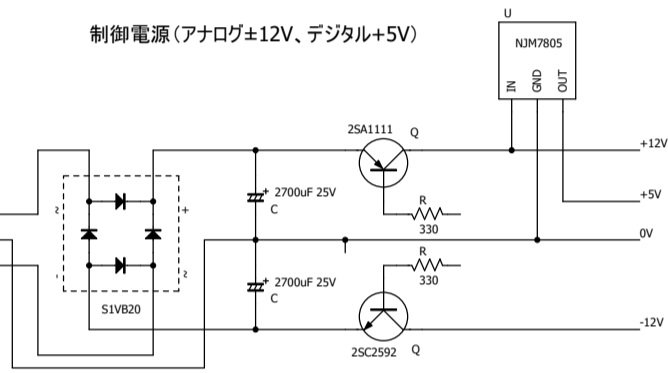 制御電源(アナログ±12V、デジタル+5V)
U
NJM7805
IN
GND
OUT
2SA1111
Q
+12V
~
+
+
2700uF 25V
C
R
330
+5V
0V
-
~
+
2700uF 25V
C
R
330
S1VB20
-12V
2SC2592
Q